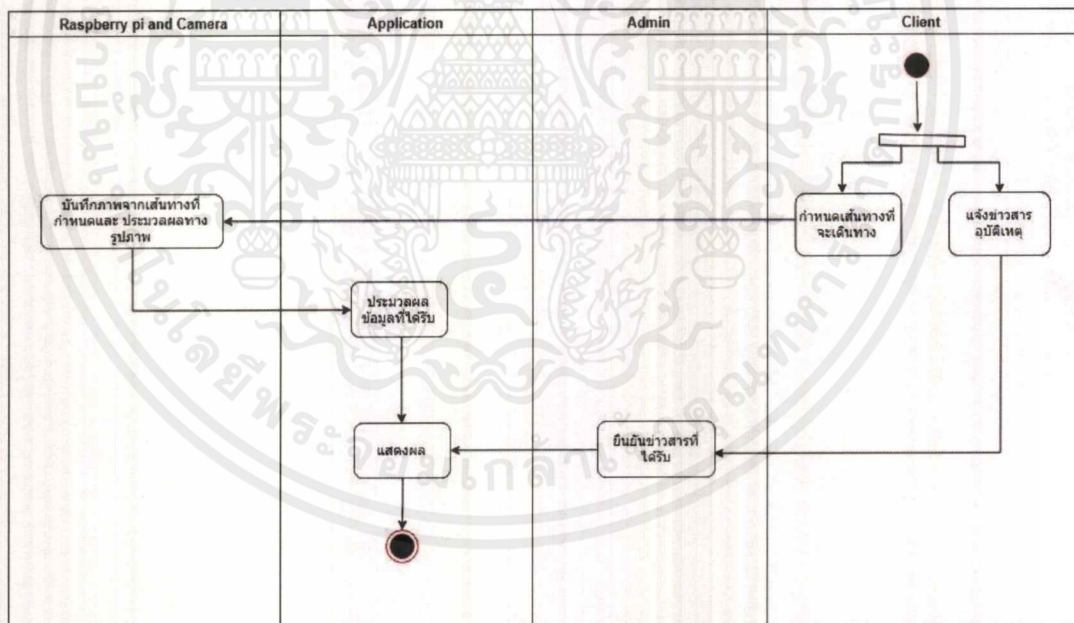 Raspberry pi and Camera
Application
Admin
Client
บันทึกภาพจากเส้นทางที่
กำหนดและ ประมวลผลทาง
รูปภาพ
กำหนดเส้นทางที่
จะเดินทาง
แจ้งข่าวสาร
อุบัติเหตุ
ประมวลผล
ข้อมูลที่ได้รับ
แสดงผล
ยืนยันข่าวสารที่
ได้รับ